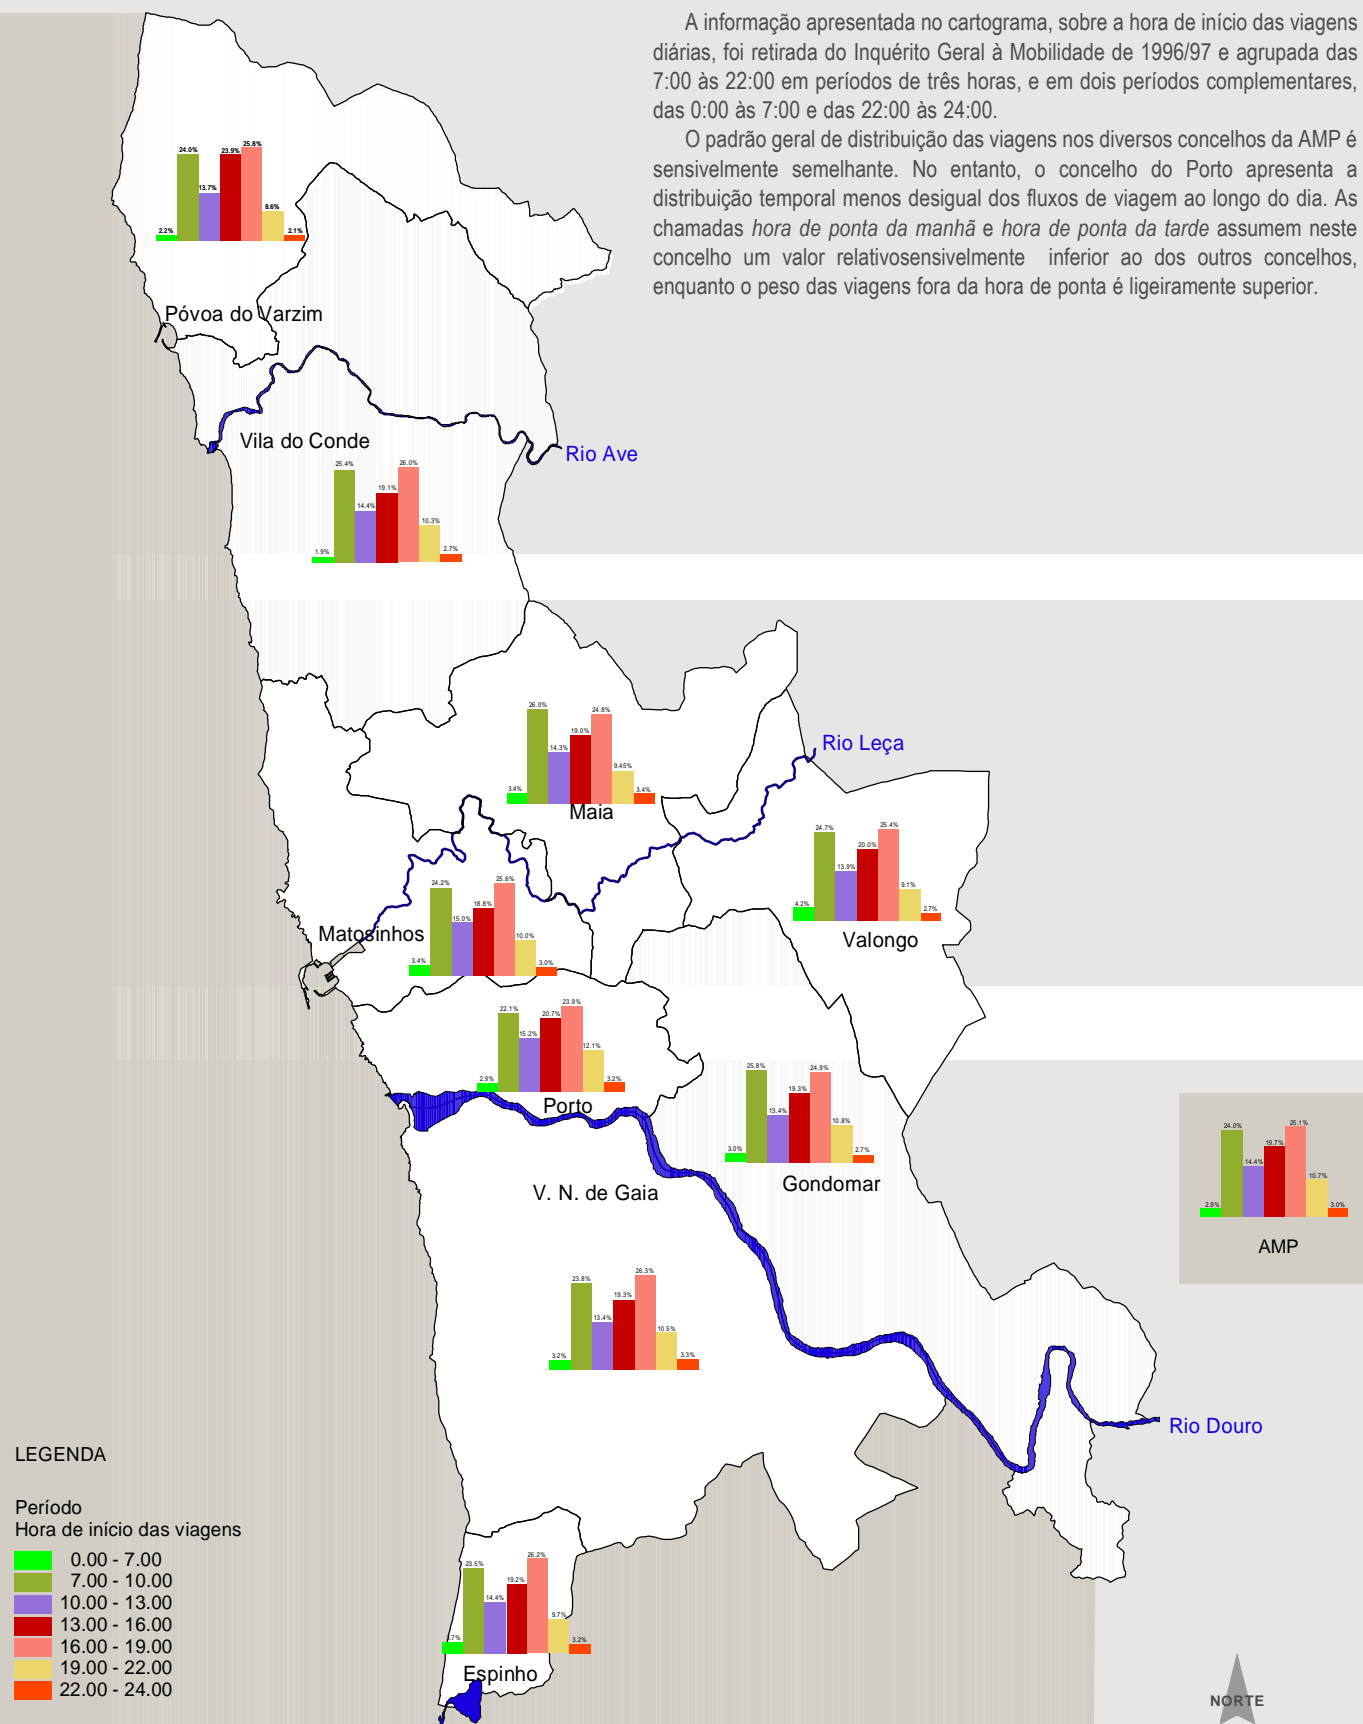 A informação apresentada no cartograma, sobre a hora de início das viagens
diárias, foi retirada do Inquérito Geral à Mobilidade de 1996/97 e agrupada das
7:00 às 22:00 em períodos de três horas, e em dois períodos complementares,
das 0:00 às 7:00 e das 22:00 às 24:00.
O padrão geral de distribuição das viagens nos diversos concelhos da AMP é
sensivelmente semelhante. No entanto, o concelho do Porto apresenta a
distribuição temporal menos desigual dos fluxos de viagem ao longo do dia. As
chamadas hora de ponta da manhã e hora de ponta da tarde assumem neste
concelho um valor relativosensivelmente inferior ao dos outros concelhos,
enquanto o peso das viagens fora da hora de ponta é ligeiramente superior.
2.2% 24.0% 13.7% 23.9% 25.8% 8.6% 2.1%
Póvoa do Varzim
Vila do Conde
Rio Ave
1.9% 25.4% 14.4% 19.1% 26.0% 10.3% 2.7%
3.4% 26.0% 14.3% 19.0% 24.8% 9.45% 3.4%
Maia
Rio Leça
4.2% 24.7% 13.9% 20.0% 25.4% 9.1% 2.7%
Valongo
3.4% 24.2% 15.0% 18.8% 25.6% 10.0% 3.0%
Matosinhos
2.9% 22.1% 15.2% 20.7% 23.9% 12.1% 3.2%
Porto
3.0% 25.8% 13.4% 19.3% 24.9% 10.8% 2.7%
Gondomar
2.9% 24.0% 14.4% 19.7% 25.1% 10.7% 3.0%
AMP
V. N. de Gaia
3.2% 23.8% 13.4% 19.3% 26.3% 10.5% 3.3%
Rio Douro
23.5% 14.4% 19.2% 26.2% 9.7% 3.2%
Espinho
LEGENDA
Período
Hora de início das viagens
0.00 - 7.00
7.00 - 10.00
10.00 - 13.00
13.00 - 16.00
16.00 - 19.00
19.00 - 22.00
22.00 - 24.00
NORTE